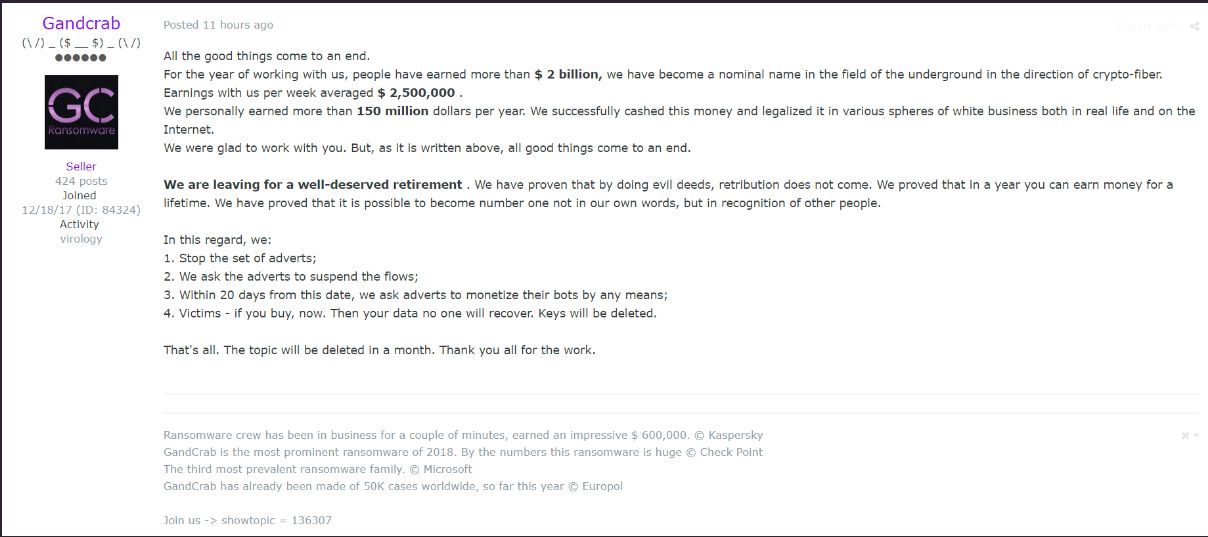 Gandcrab
(\/) _ ($ __ $) _ (\/)
●●●●●●
GC
Ransomware
Seller
424 posts
Joined
12/18/17 (ID: 84324)
Activity
virology
Posted 11 hours ago
Report post
All the good things come to an end.
For the year of working with us, people have earned more than $ 2 billion, we have become a nominal name in the field of the underground in the direction of crypto-fiber.
Earnings with us per week averaged $ 2,500,000 .
We personally earned more than 150 million dollars per year. We successfully cashed this money and legalized it in various spheres of white business both in real life and on the
Internet.
We were glad to work with you. But, as it is written above, all good things come to an end.
We are leaving for a well-deserved retirement . We have proven that by doing evil deeds, retribution does not come. We proved that in a year you can earn money for a
lifetime. We have proved that it is possible to become number one not in our own words, but in recognition of other people.
In this regard, we:
1. Stop the set of adverts;
2. We ask the adverts to suspend the flows;
3. Within 20 days from this date, we ask adverts to monetize their bots by any means;
4. Victims - if you buy, now. Then your data no one will recover. Keys will be deleted.
That's all. The topic will be deleted in a month. Thank you all for the work.
Ransomware crew has been in business for a couple of minutes, earned an impressive $ 600,000. © Kaspersky
GandCrab is the most prominent ransomware of 2018. By the numbers this ransomware is huge © Check Point
The third most prevalent ransomware family. © Microsoft
GandCrab has already been made of 50K cases worldwide, so far this year © Europol
Join us -> showtopic = 136307